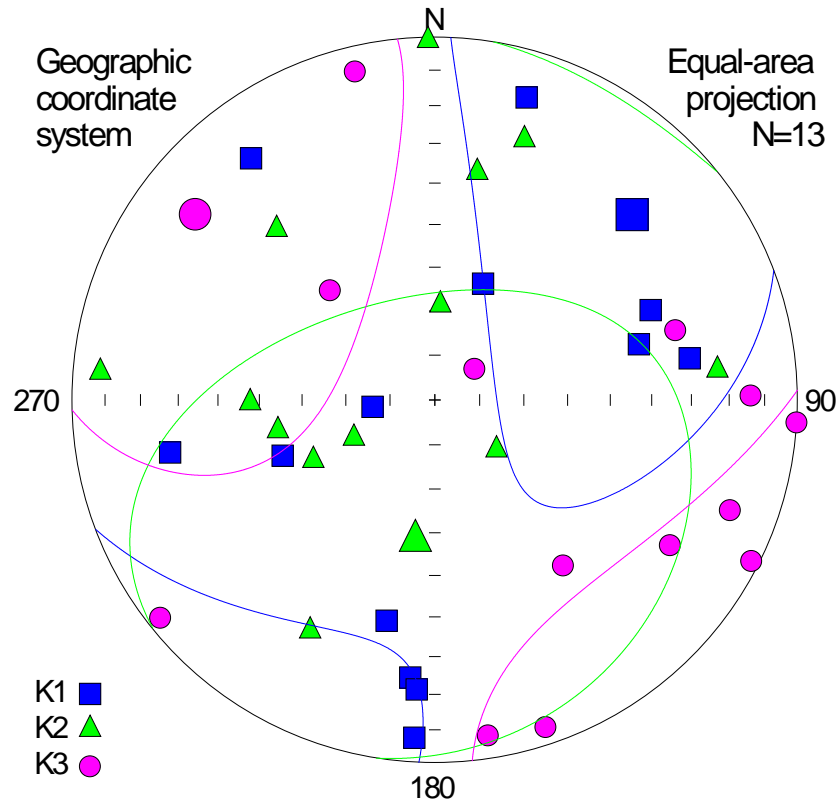 N
Geographic
coordinate
system
Equal-area
projection
N=13
270
90
K1
K2
K3
180